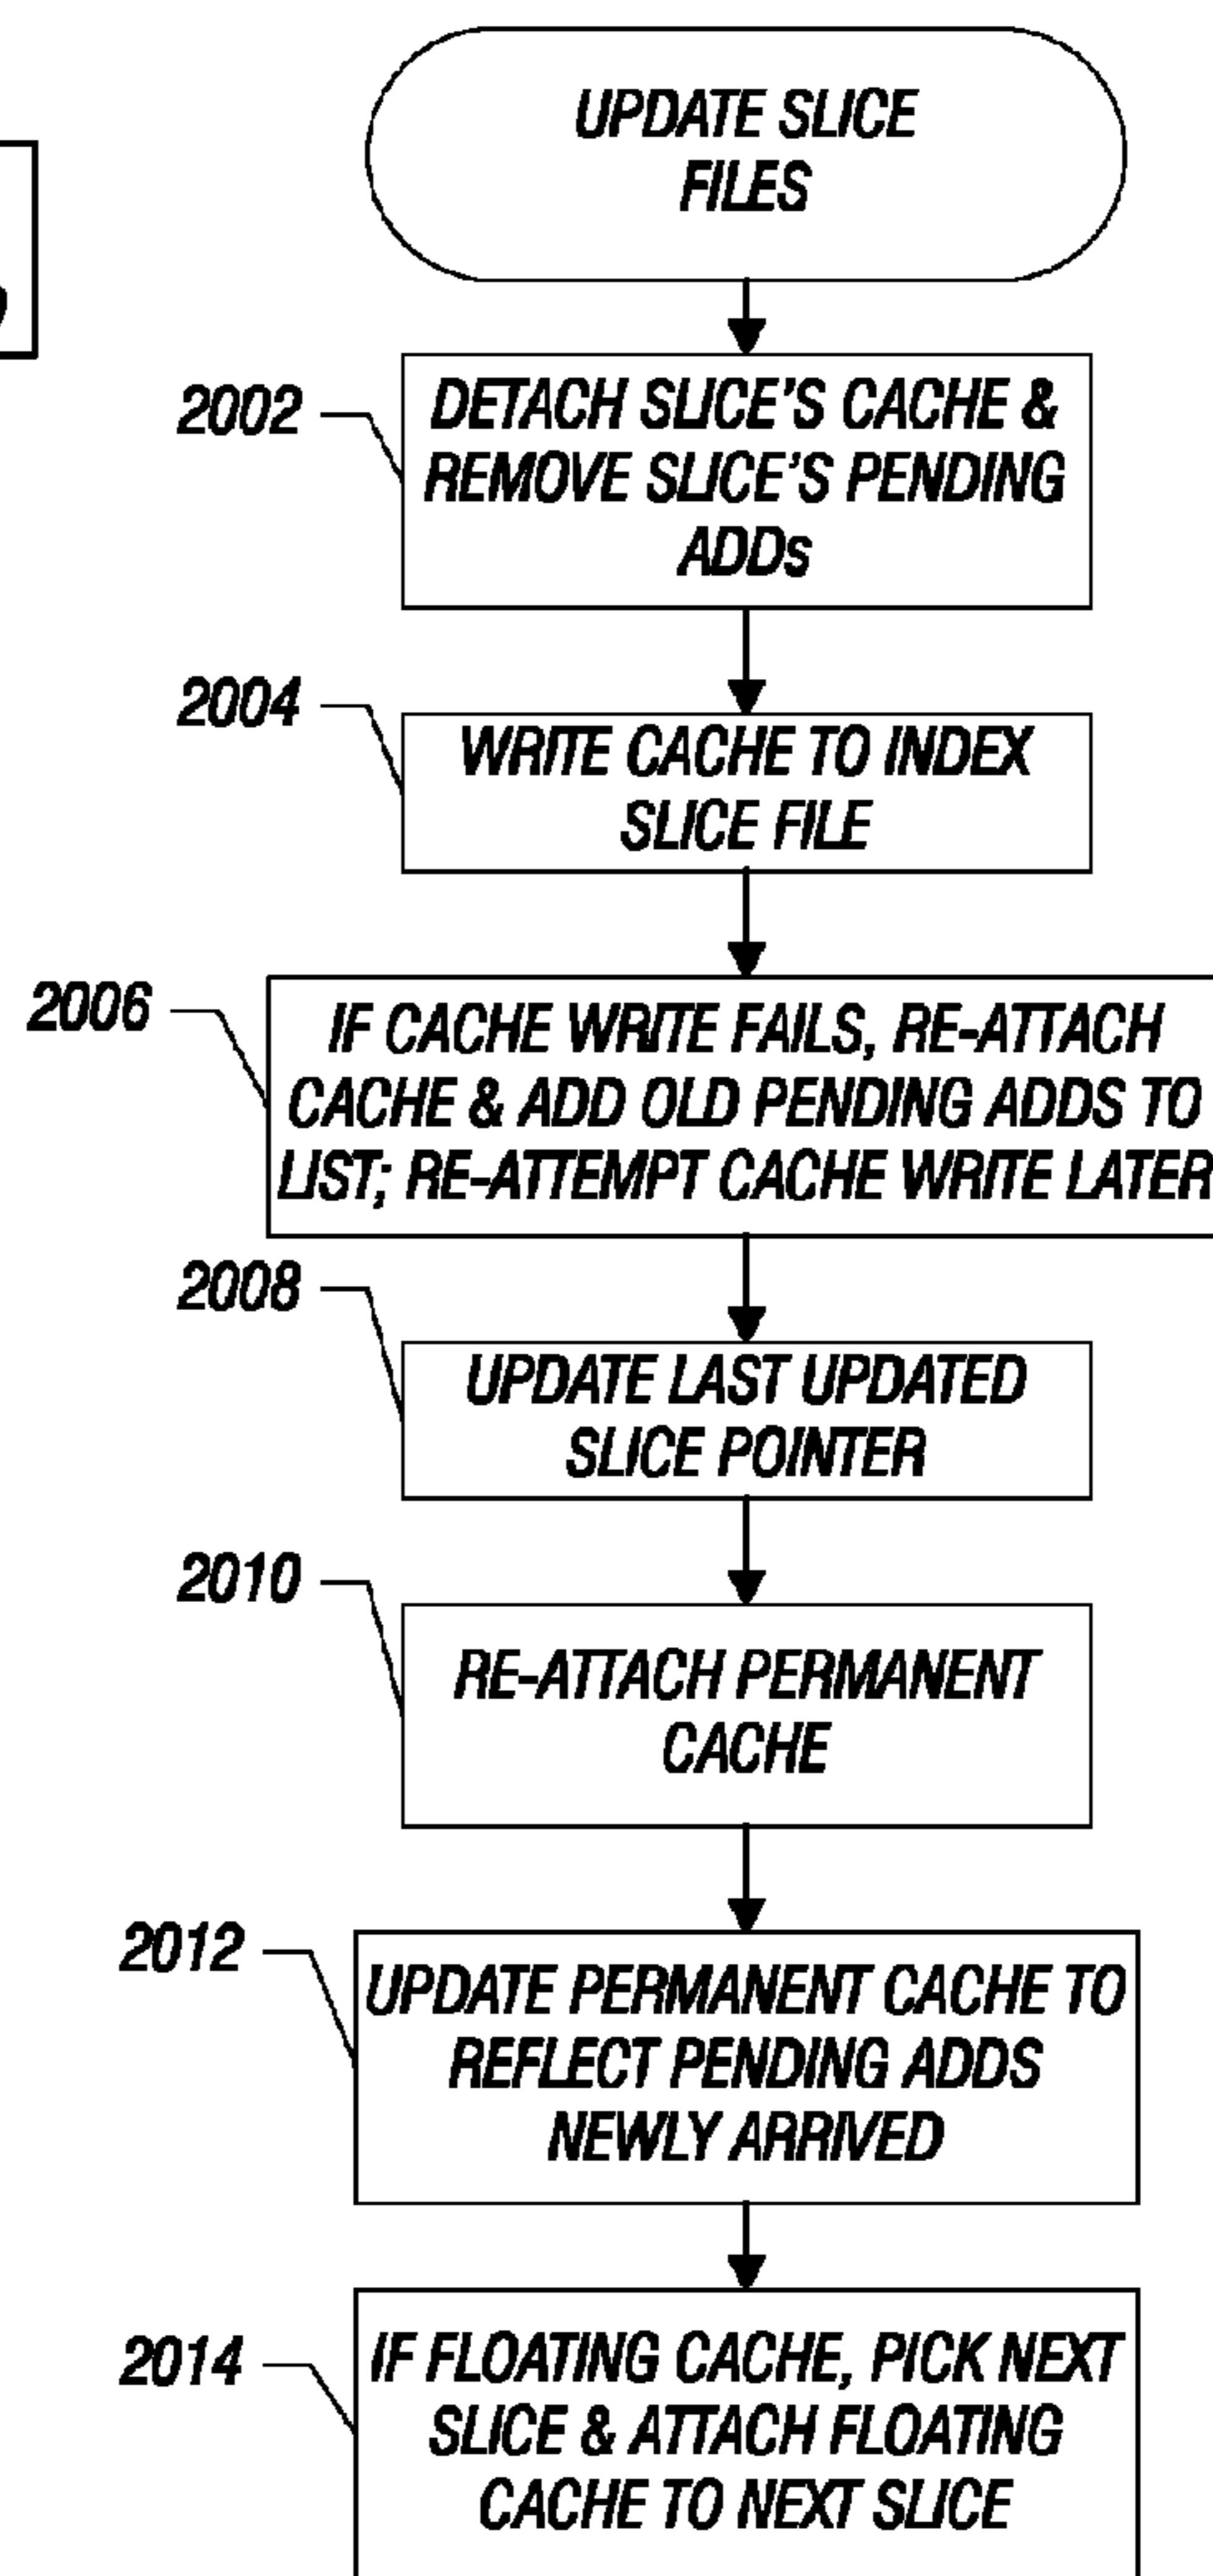 UPDATE SLICE
FILES
2002
DETACH SLICE'S CACHE &
REMOVE SLICE'S PENDING
ADDs
2004
WRITE CACHE TO INDEX
SLICE FILE
2006
IF CACHE WRITE FAILS, RE-ATTACH
CACHE & ADD OLD PENDING ADDS TO
LIST; RE-ATTEMPT CACHE WRITE LATER
2008
UPDATE LAST UPDATED
SLICE POINTER
2010
RE-ATTACH PERMANENT
CACHE
2012
UPDATE PERMANENT CACHE TO
REFLECT PENDING ADDS
NEWLY ARRIVED
2014
IF FLOATING CACHE, PICK NEXT
SLICE & ATTACH FLOATING
CACHE TO NEXT SLICE